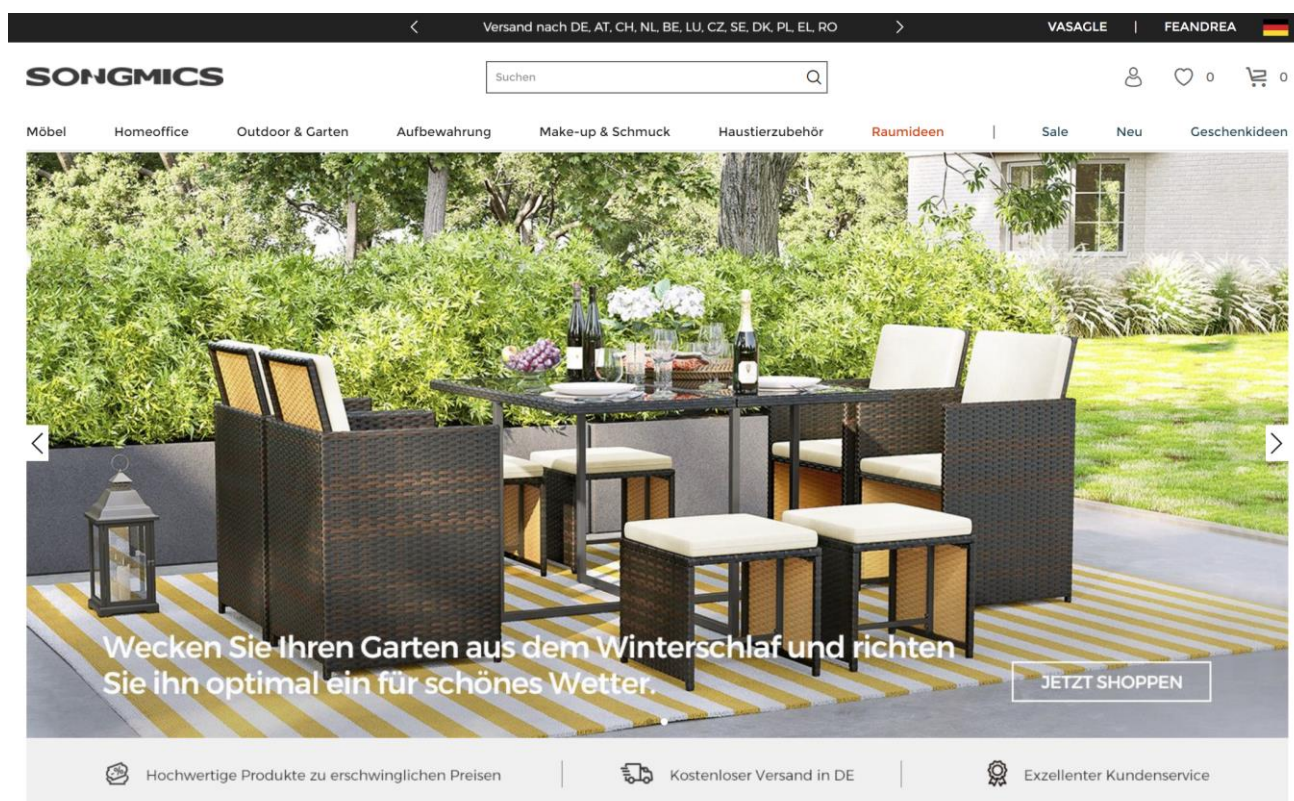 Versand nach DE, AT, CH, NL, BE, LU, CZ, SE, DK, PL, EL, RO
VASAGLE | FEANDREA
SONGMICS
Suchen
0
0
Möbel Homeoffice Outdoor & Garten Aufbewahrung Make-up & Schmuck Haustierzubehör Raumideen | Sale Neu Geschenkideen
Wecken Sie Ihren Garten aus dem Winterschlaf und richten
Sie ihn optimal ein für schönes Wetter.
JETZT SHOPPEN
Hochwertige Produkte zu erschwinglichen Preisen
Kostenloser Versand in DE
Exzellenter Kundenservice